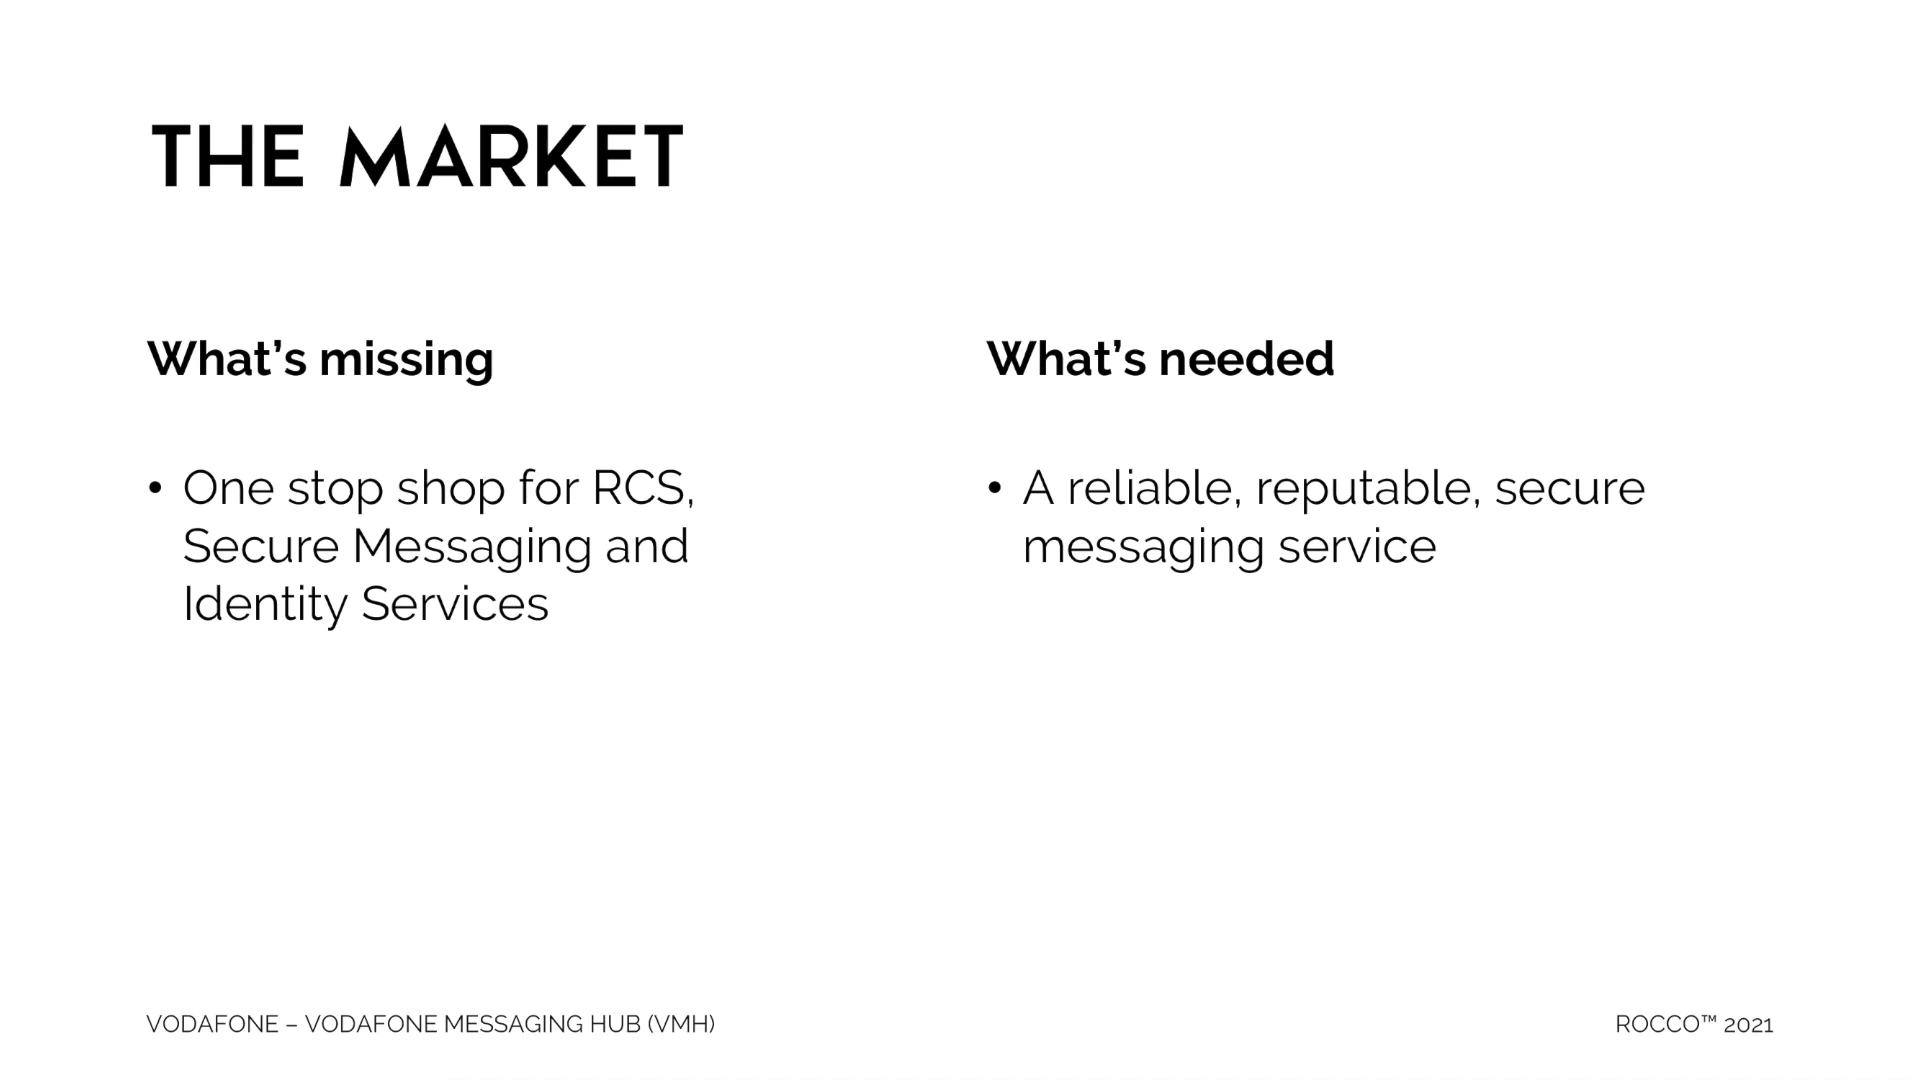 THE MARKET
What's missing
• One stop shop for RCS,
Secure Messaging and
Identity Services
What's needed
• A reliable, reputable, secure
messaging service
VODAFONE – VODAFONE MESSAGING HUB (VMH)
ROCCO™ 2021